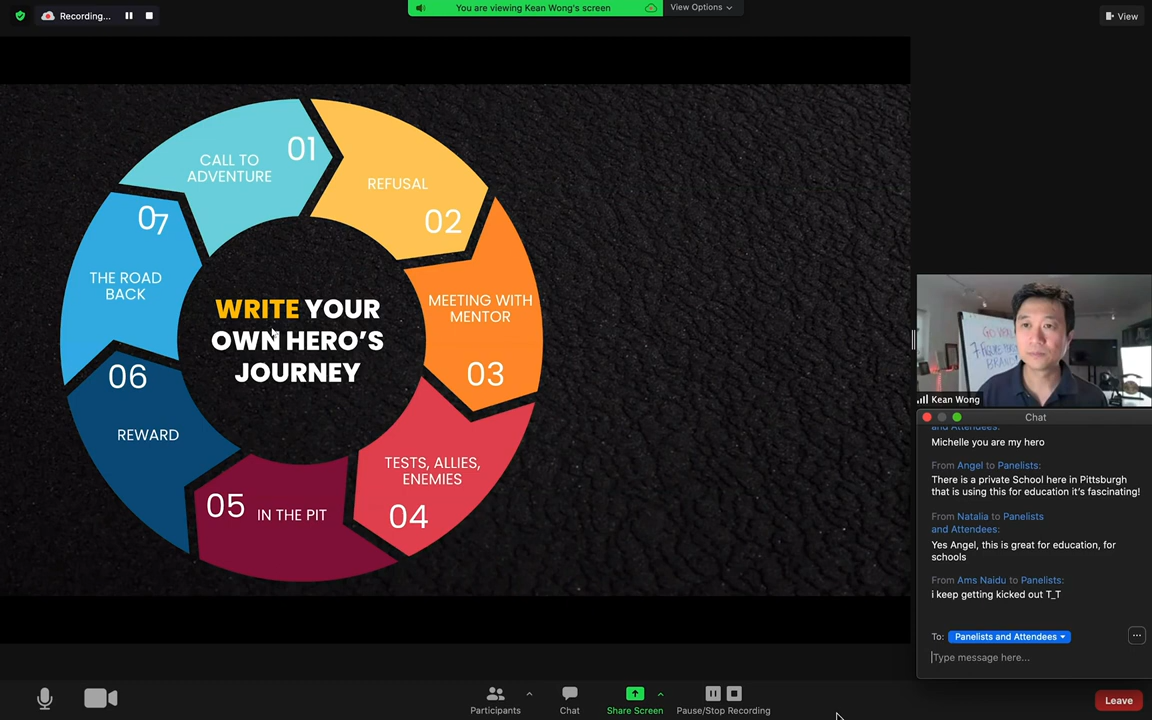 Recording...
You are viewing Kean Wong's screen
View Options
View
01
CALL TO
ADVENTURE
REFUSAL
02
MEETING WITH
MENTOR
03
TESTS, ALLIES,
ENEMIES
04
05
IN THE PIT
06
REWARD
07
THE ROAD
BACK
WRITE YOUR
OWN HERO'S
JOURNEY
7 FIGURE
BRAND
Kean Wong
Chat
and Attendees:
Michelle you are my hero
From Angel to Panelists:
There is a private School here in Pittsburgh
that is using this for education it's fascinating!
From Natalia to Panelists
and Attendees:
Yes Angel, this is great for education, for
schools
From Ams Naidu to Panelists:
i keep getting kicked out T_T
To: Panelists and Attendees
Type message here...
Participants
Chat
Share Screen
Pause/Stop Recording
Leave